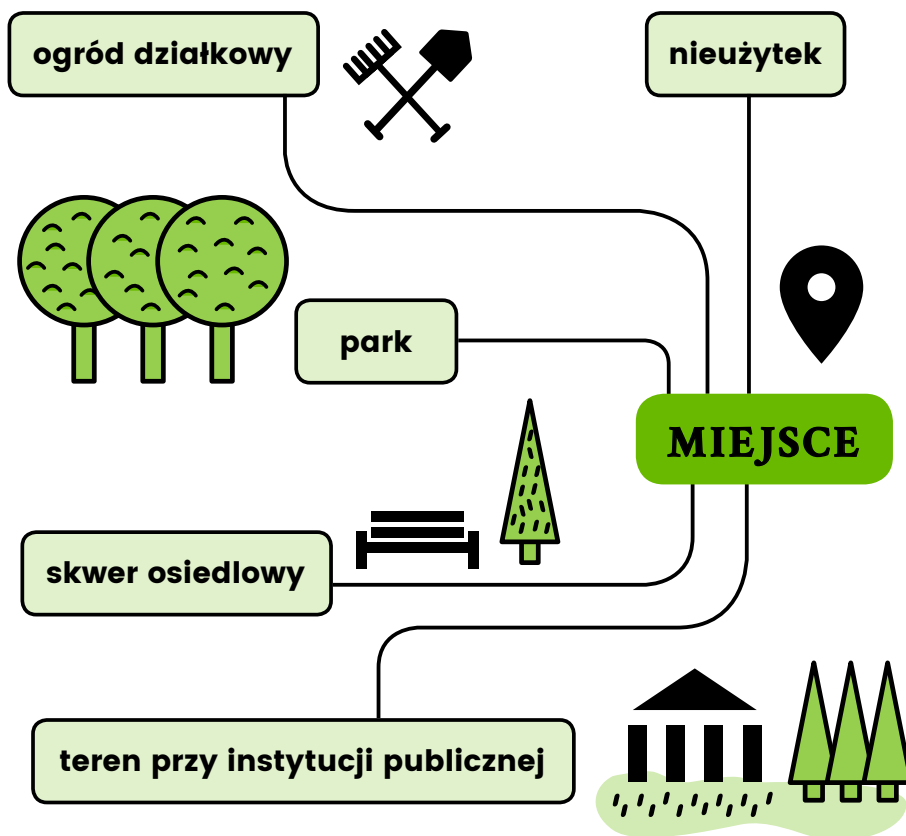 ogród działkowy
nieużytek
park
MIEJSCE
skwer osiedlowy
teren przy instytucji publicznej